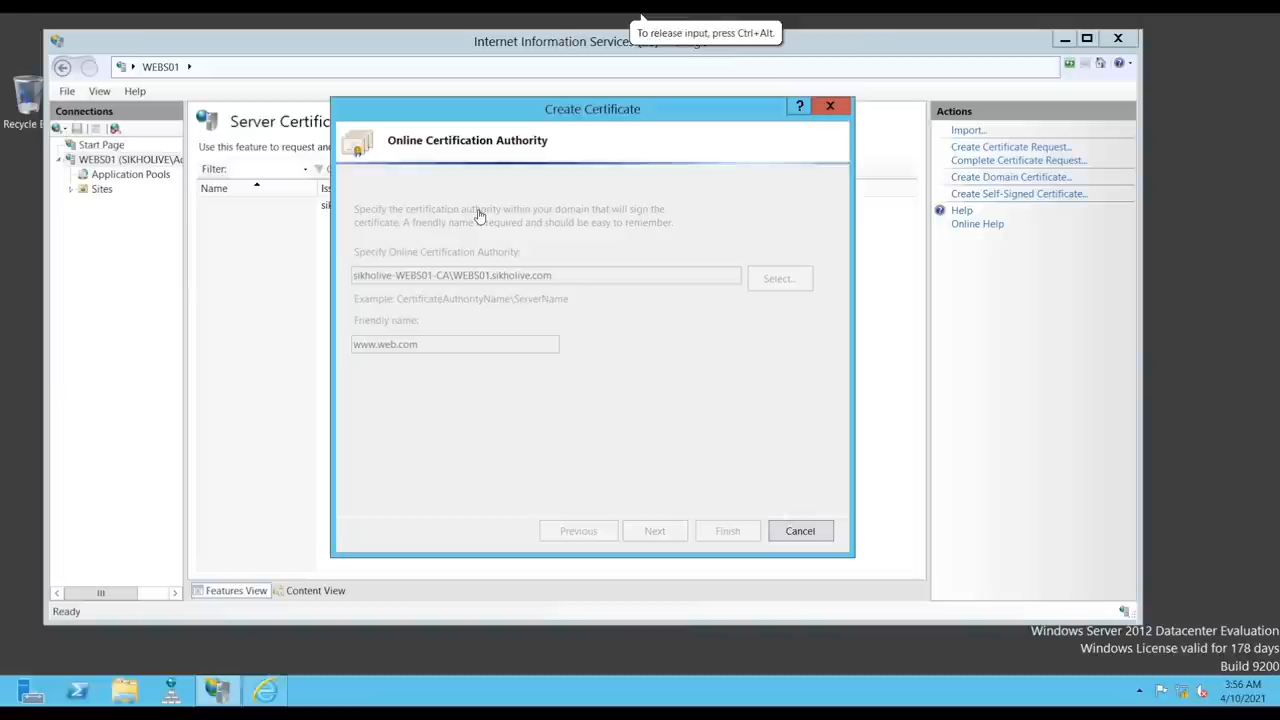 To release input, press Ctrl+Alt.
Internet Information Services
WEBS01
File View Help
Connections
Start Page
WEBS01 (SIKHOLIVE\Ac
Application Pools
Sites
Server Certific
Use this feature to request and
Filter:
Name
Iss
sik
Create Certificate
Online Certification Authority
Specify the certification authority within your domain that will sign the
certificate. A friendly name is required and should be easy to remember.
Specify Online Certification Authority:
sikholive-WEBS01-CA\WEBS01.sikholive.com
Select...
Example: CertificateAuthorityName\ServerName
Friendly name:
www.web.com
Previous
Next
Finish
Cancel
Actions
Import...
Create Certificate Request...
Complete Certificate Request...
Create Domain Certificate...
Create Self-Signed Certificate...
Help
Online Help
Features View
Content View
Ready
Recycle
Windows Server 2012 Datacenter Evaluation
Windows License valid for 178 days
Build 9200
3:56 AM
4/10/2021